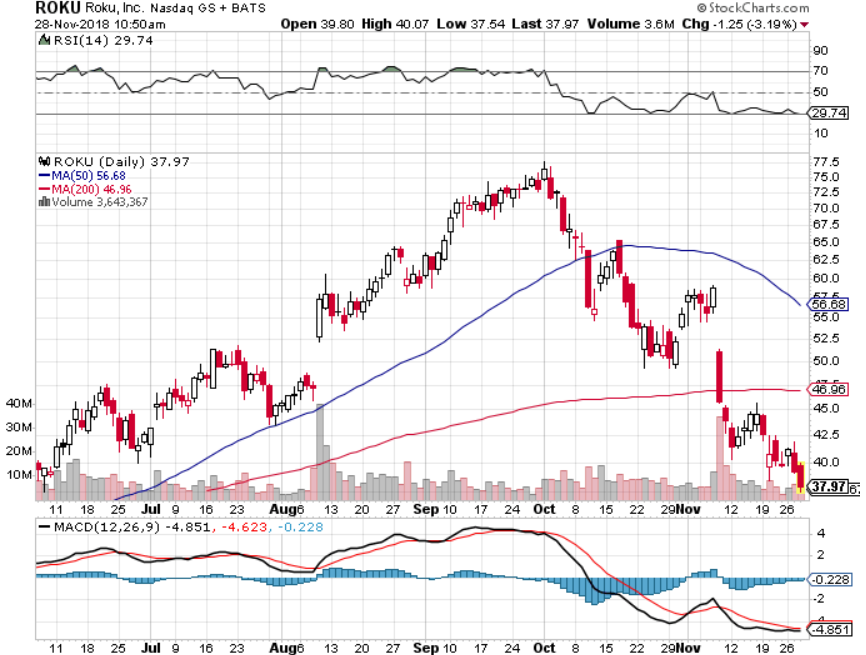 ROKU Roku, Inc. Nasdaq GS + BATS © StockCharts.com
28-Nov-2018 10:50am Open 39.80 High 40.07 Low 37.54 Last 37.97 Volume 3.6M Chg -1.25 (-3.19%)
RSI(14) 29.74
90
70
50
29.74
10
ROKU (Daily) 37.97
MA(50) 56.68
MA(200) 46.96
Volume 3,643,367
77.5
75.0
72.5
70.0
67.5
65.0
62.5
60.0
57.5
56.68
55.0
52.5
50.0
47.5
46.96
45.0
42.5
40.0
37.97
40M
30M
20M
10M
11 18 25 Jul 9 16 23 Aug6 13 20 27 Sep 10 17 24 Oct 8 15 22 29Nov 12 19 26
MACD(12,26,9) -4.851, -4.623, -0.228
4
2
-0.228
-2
-4.851
11 18 25 Jul 9 16 23 Aug6 13 20 27 Sep 10 17 24 Oct 8 15 22 29Nov 12 19 26